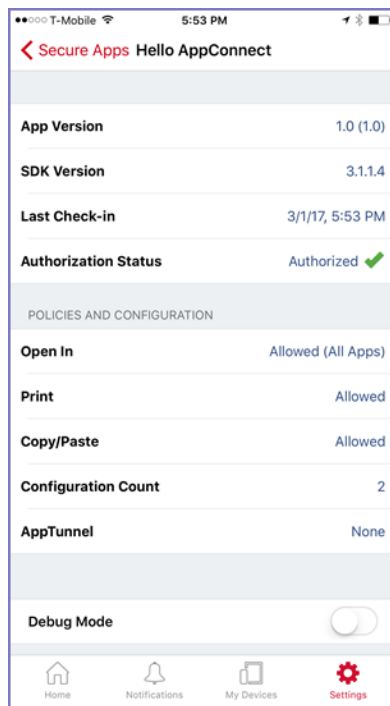 T-Mobile 5:53 PM
Secure Apps Hello AppConnect
App Version 1.0 (1.0)
SDK Version 3.1.1.4
Last Check-in 3/1/17, 5:53 PM
Authorization Status Authorized
POLICIES AND CONFIGURATION
Open In Allowed (All Apps)
Print Allowed
Copy/Paste Allowed
Configuration Count 2
AppTunnel None
Debug Mode
Home Notifications My Devices Settings